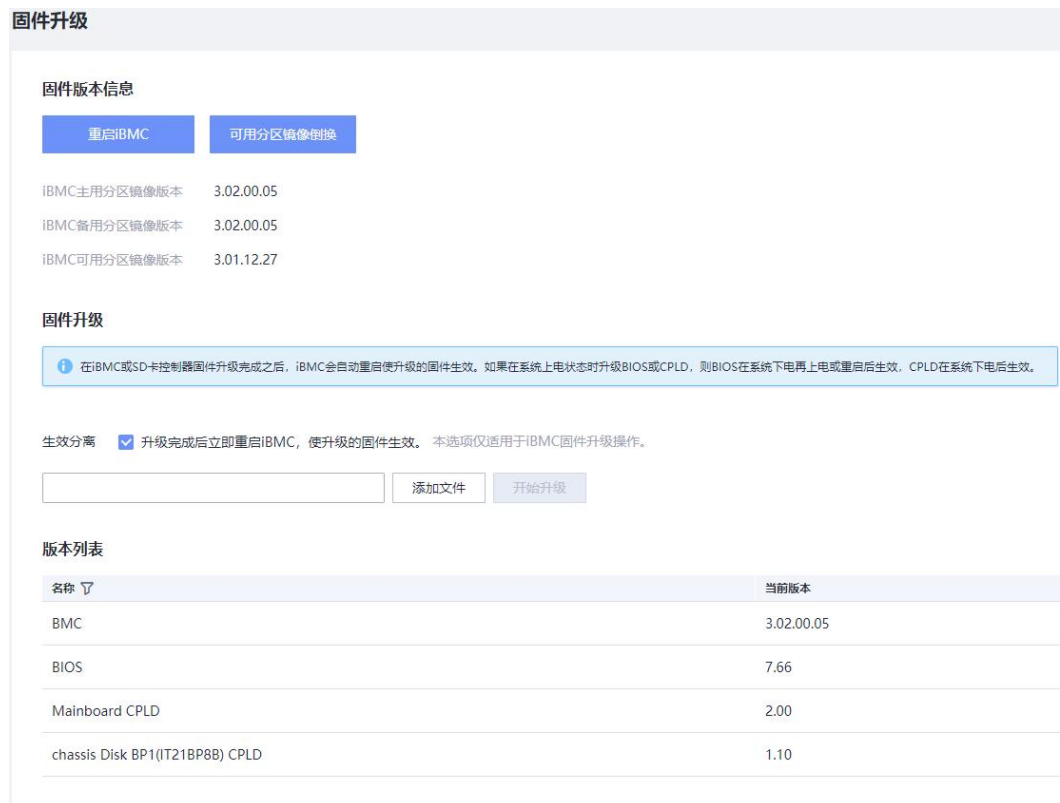 固件升级
固件版本信息
重启iBMC 可用分区镜像倒换
iBMC主用分区镜像版本 3.02.00.05
iBMC备用分区镜像版本 3.02.00.05
iBMC可用分区镜像版本 3.01.12.27
固件升级
在iBMC或SD卡控制器固件升级完成之后，iBMC会自动重启使升级的固件生效。如果在系统上电状态时升级BIOS或CPLD，则BIOS在系统下电再上电或重启后生效，CPLD在系统下电后生效。
生效分离 升级完成后立即重启iBMC，使升级的固件生效。 本选项仅适用于iBMC固件升级操作。
添加文件 开始升级
版本列表
名称 当前版本
BMC 3.02.00.05
BIOS 7.66
Mainboard CPLD 2.00
chassis Disk BP1(IT21BP8B) CPLD 1.10